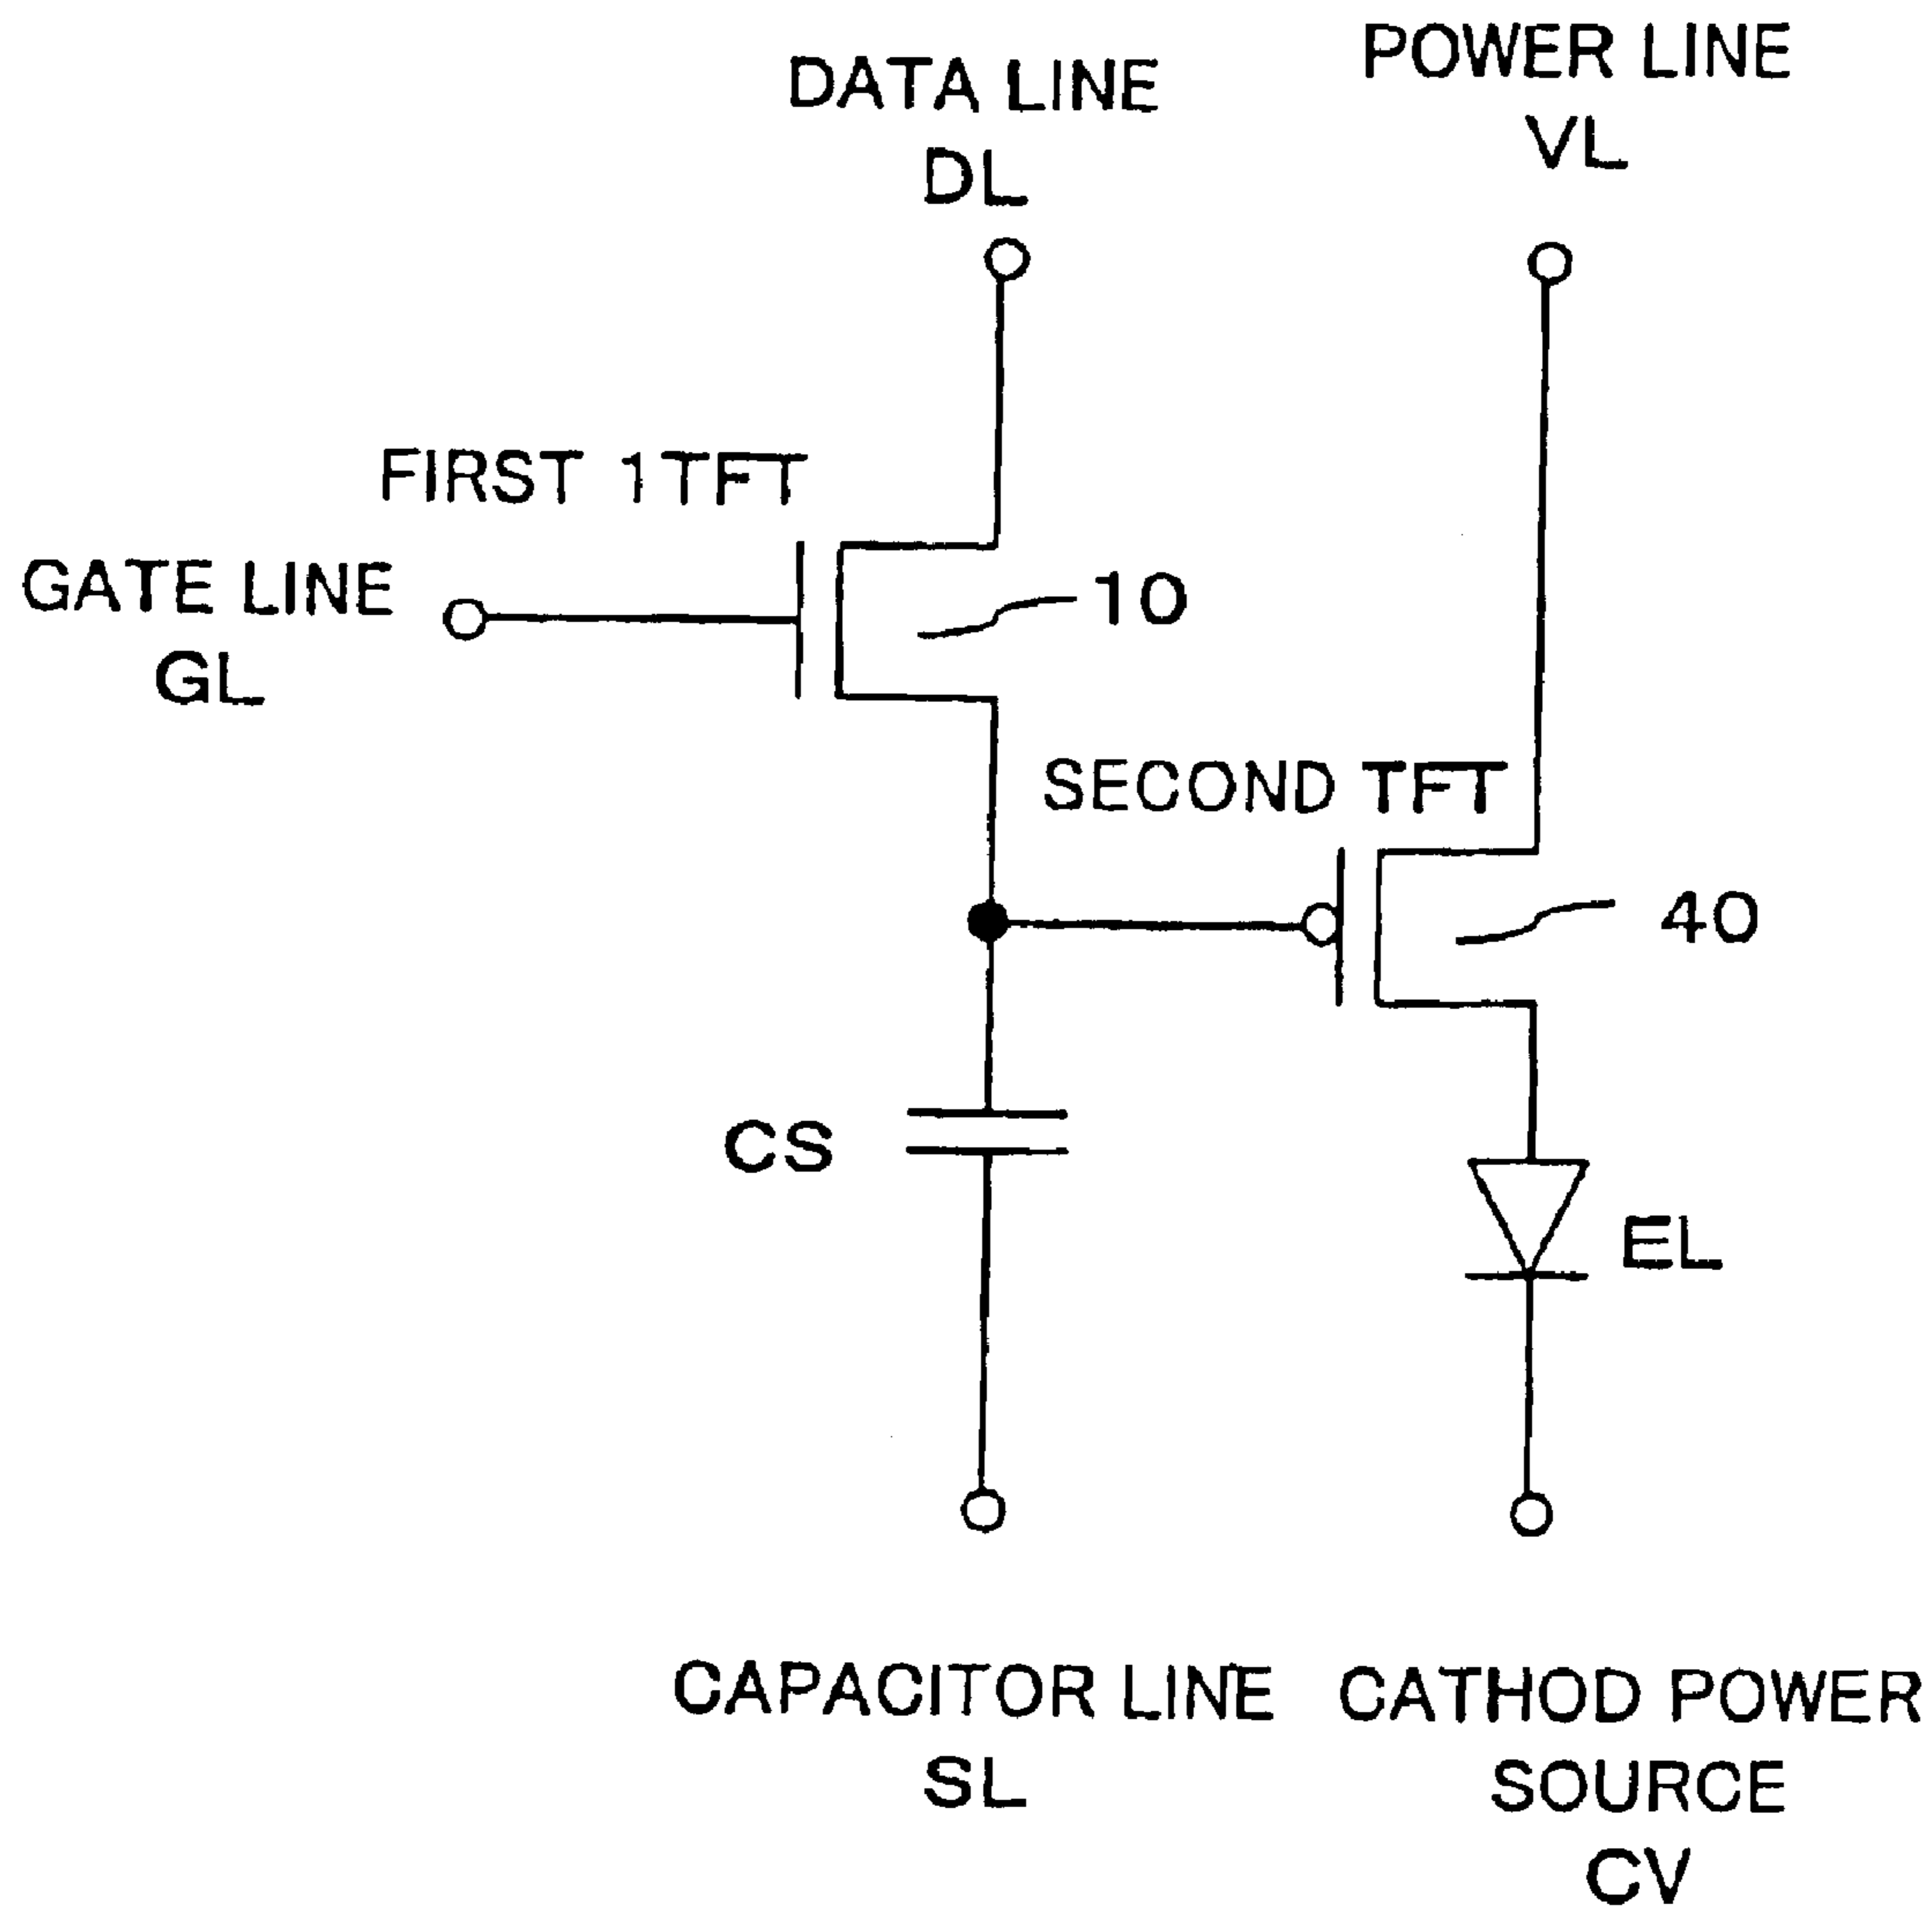 DATA LINE
DL
POWER LINE
VL
FIRST 1TFT
GATE LINE
GL
10
SECOND TFT
40
CS
EL
CAPACITOR LINE
SL
CATHOD POWER
SOURCE
CV